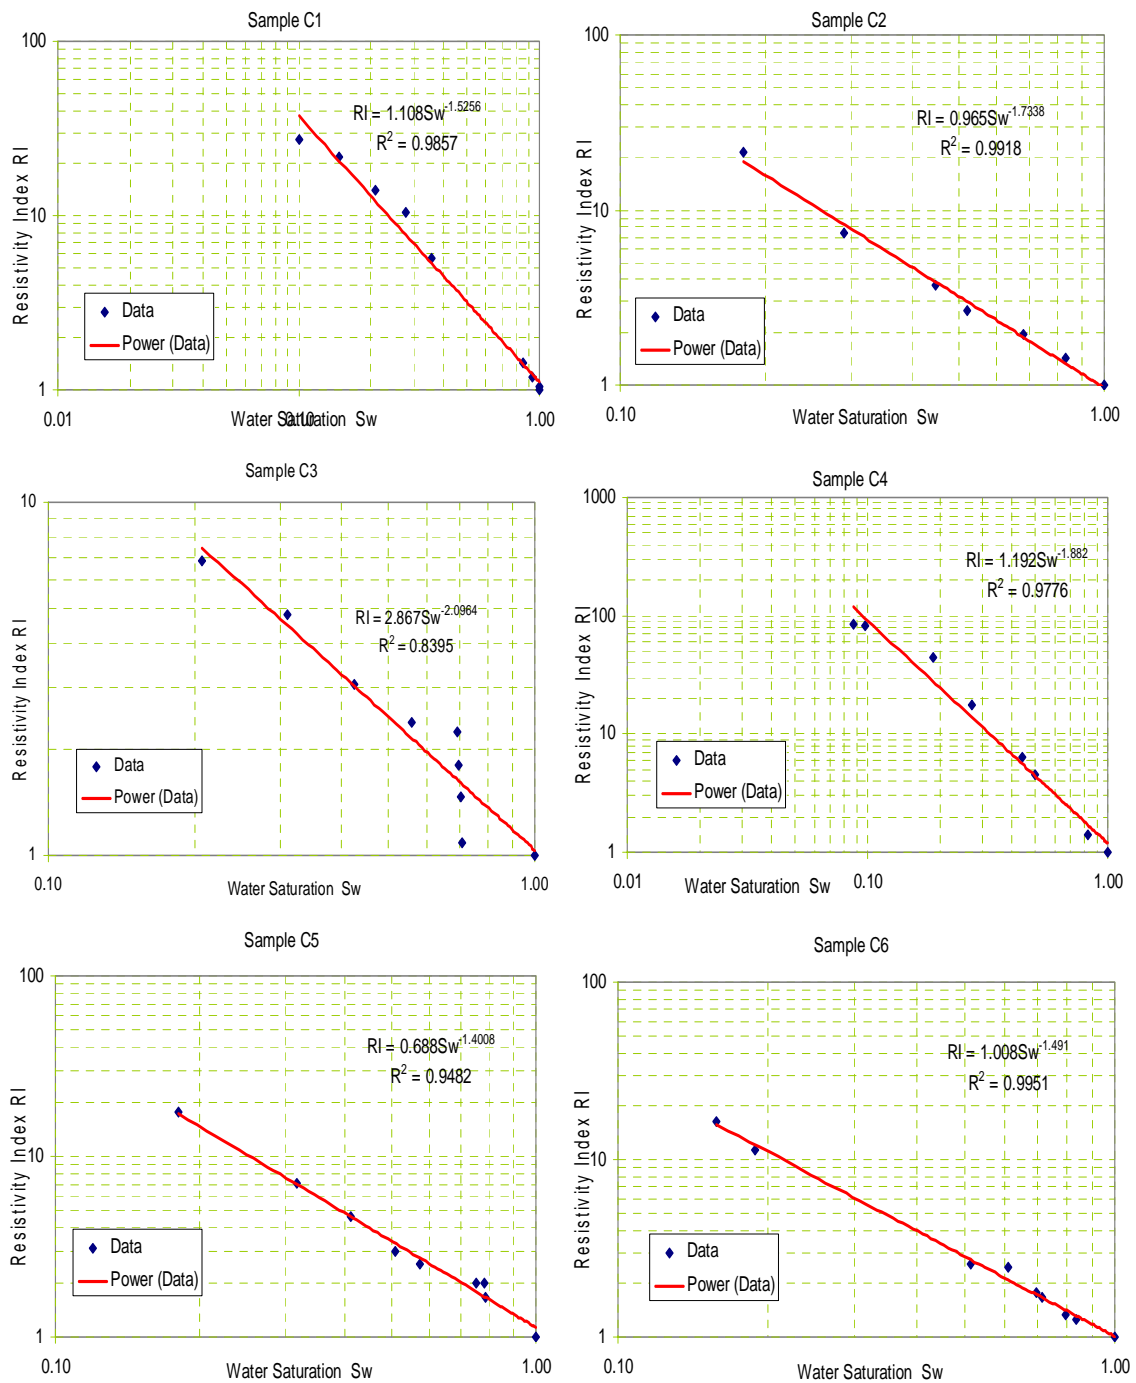 Sample C1
100
RI = 1.108Sw-1.5256
R2 = 0.9857
10
Resistivity Index RI
Data
Power (Data)
1
0.01
0.10
1.00
Water Saturation Sw
Sample C2
100
RI = 0.965Sw-1.7338
R2 = 0.9918
10
Resistivity Index RI
Data
Power (Data)
1
0.10
1.00
Water Saturation Sw
Sample C3
10
RI = 2.867Sw-2.0964
R2 = 0.8395
Resistivity Index RI
Data
Power (Data)
1
0.10
1.00
Water Saturation Sw
Sample C4
1000
RI = 1.192Sw-1.882
R2 = 0.9776
100
Resistivity Index RI
10
Data
Power (Data)
1
0.01
0.10
1.00
Water Saturation Sw
Sample C5
100
RI = 0.688Sw-1.4008
R2 = 0.9482
10
Resistivity Index RI
Data
Power (Data)
1
0.10
1.00
Water Saturation Sw
Sample C6
100
RI = 1.008Sw-1.491
R2 = 0.9951
10
Resistivity Index RI
Data
Power (Data)
1
0.10
1.00
Water Saturation Sw